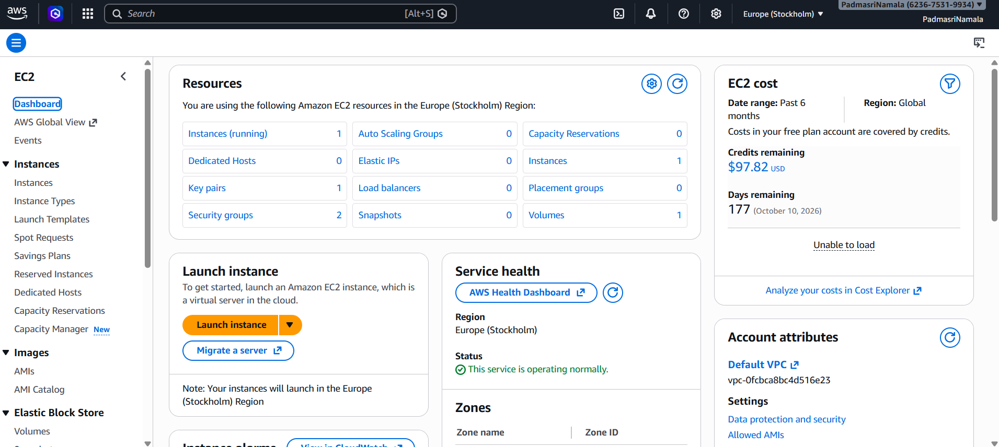 aws
Search
[Alt+S]
Europe (Stockholm)
PadmasriNamala (6236-7531-9934)
PadmasriNamala
EC2
Dashboard
AWS Global View
Events
Instances
Instances
Instance Types
Launch Templates
Spot Requests
Savings Plans
Reserved Instances
Dedicated Hosts
Capacity Reservations
Capacity Manager New
Images
AMIs
AMI Catalog
Elastic Block Store
Volumes
Resources
You are using the following Amazon EC2 resources in the Europe (Stockholm) Region:
Instances (running) 1
Auto Scaling Groups 0
Capacity Reservations 0
Dedicated Hosts 0
Elastic IPs 0
Instances 1
Key pairs 1
Load balancers 0
Placement groups 0
Security groups 2
Snapshots 0
Volumes 1
Launch instance
To get started, launch an Amazon EC2 instance, which is
a virtual server in the cloud.
Launch instance
Migrate a server
Note: Your instances will launch in the Europe
(Stockholm) Region
Instance alarms
View in CloudWatch
Service health
AWS Health Dashboard
Region
Europe (Stockholm)
Status
This service is operating normally.
Zones
Zone name
Zone ID
EC2 cost
Date range: Past 6
months
Region: Global
Costs in your free plan account are covered by credits.
Credits remaining
$97.82 USD
Days remaining
177 (October 10, 2026)
Unable to load
Analyze your costs in Cost Explorer
Account attributes
Default VPC
vpc-0fcbca8bc4d516e23
Settings
Data protection and security
Allowed AMIs